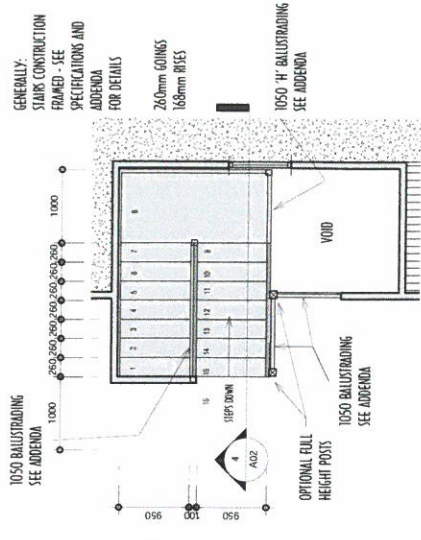 GENERALLY:
STAIRS CONSTRUCTION
FRAMED - SEE
SPECIFICATIONS AND
ADDENDA
FOR DETAILS
260mm GOINGS
168mm RISES
1050 'H' BALUSTRADING
SEE ADDENDA
1000
260,260,260,260,260,260,260
1000
1050 BALUSTRADING
SEE ADDENDA
1
2
3
4
5
6
7
8
9
10
11
12
13
14
15
16
STEPS DOWN
VOID
950
100
950
4
A02
OPTIONAL FULL
HEIGHT POSTS
1050 BALUSTRADING
SEE ADDENDA